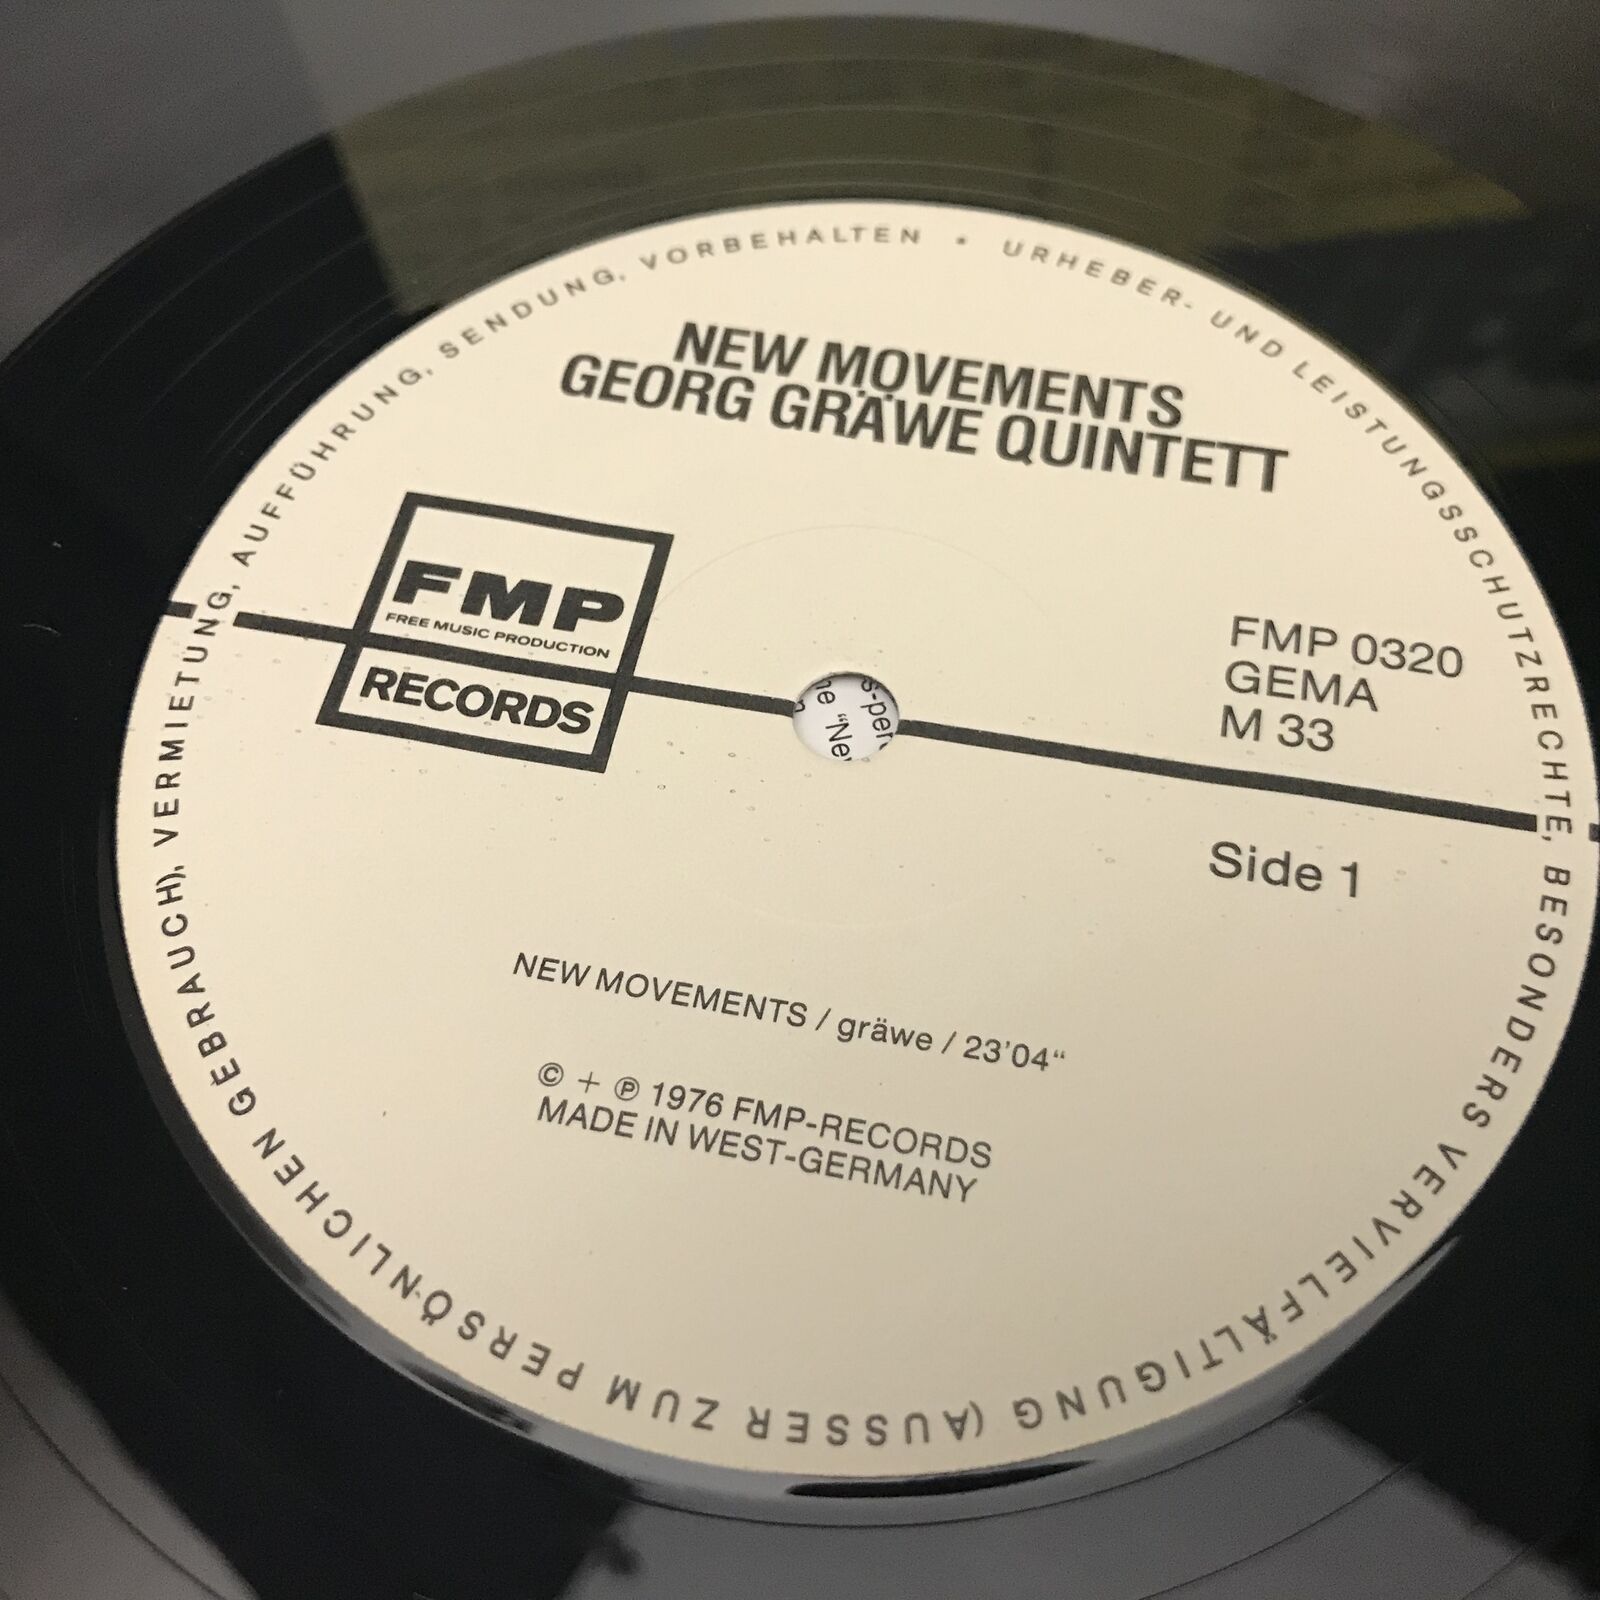 URHEBER- UND LEISTUNGSSCHUTZRECHTE, BESONDERS VERVIELFÄLTIGUNG (AUSSER ZUM PERSÖNLICHEN GEBRAUCH), VERMIETUNG, AUFFÜHRUNG, SENDUNG, VORBEHALTEN •
NEW MOVEMENTS
GEORG GRÄWE QUINTETT
FMP
FREE MUSIC PRODUCTION
RECORDS
FMP 0320
GEMA
M 33
Side 1
NEW MOVEMENTS / gräwe / 23'04“
© + ℗ 1976 FMP-RECORDS
MADE IN WEST-GERMANY